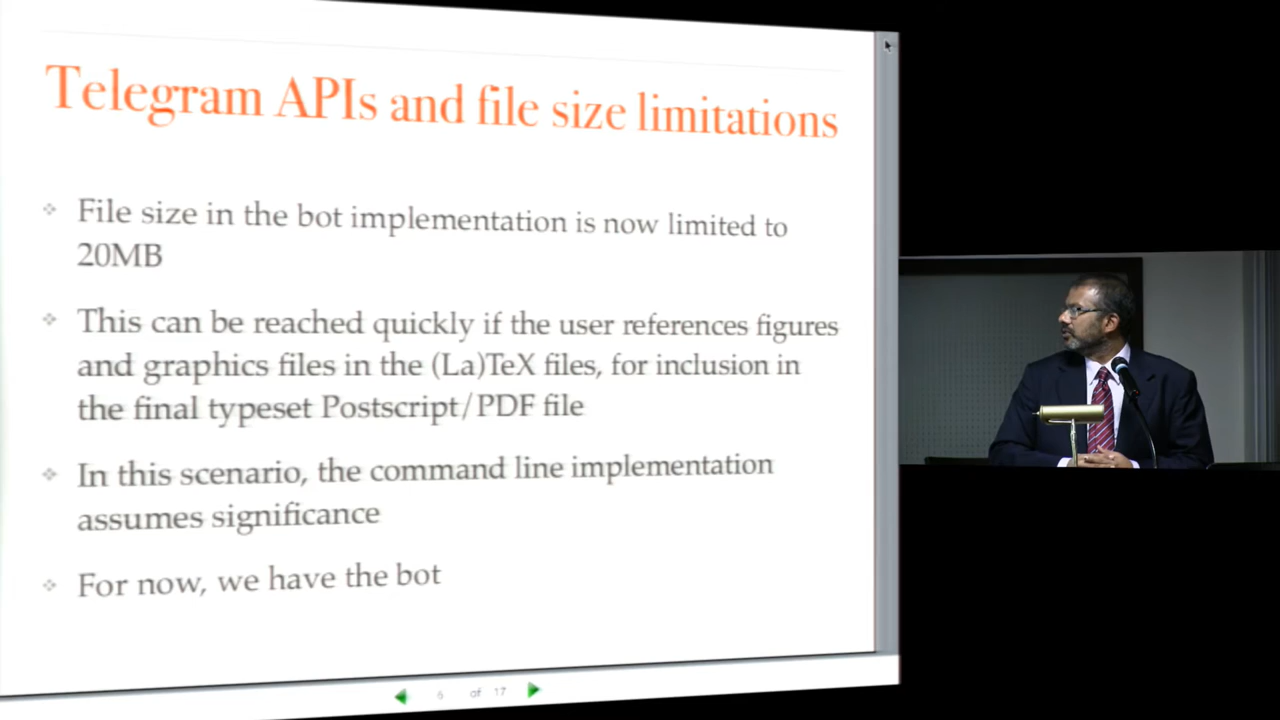 Telegram APIs and file size limitations
File size in the bot implementation is now limited to
20MB
This can be reached quickly if the user references figures
and graphics files in the (La)TeX files, for inclusion in
the final typeset Postscript/PDF file
In this scenario, the command line implementation
assumes significance
For now, we have the bot
6 of 17